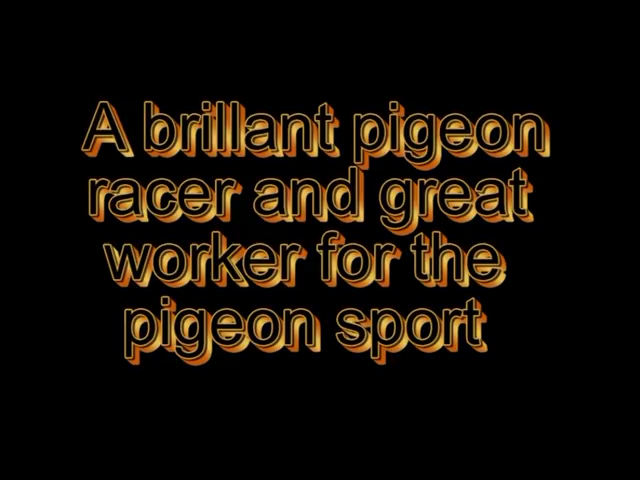 A brillant pigeon
racer and great
worker for the
pigeon sport